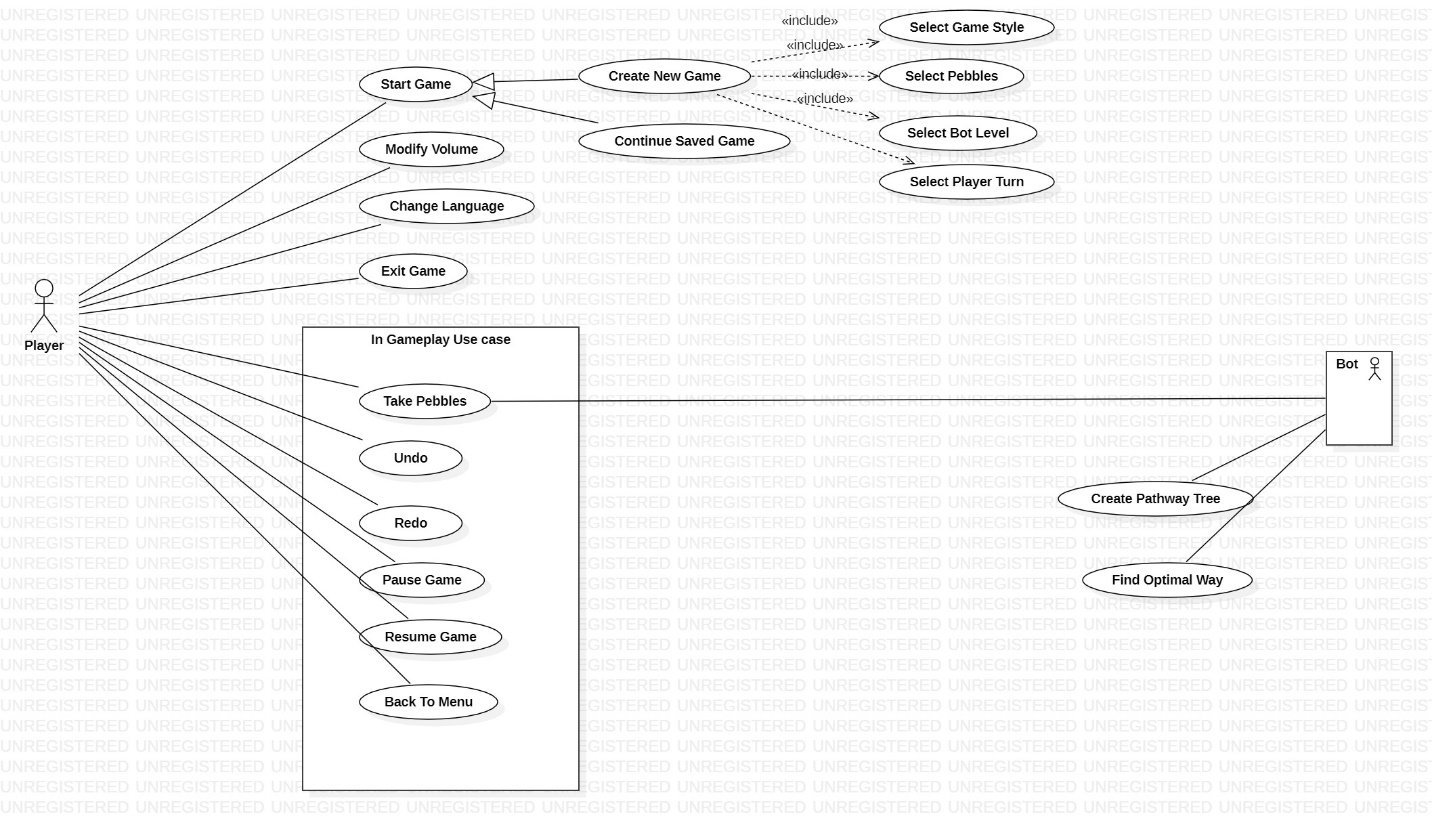 «include»
Select Game Style
«include»
Start Game
Create New Game
«include»
Select Pebbles
«include»
Modify Volume
Continue Saved Game
Select Bot Level
Change Language
Select Player Turn
Exit Game
Player
In Gameplay Use case
Bot
Take Pebbles
Undo
Create Pathway Tree
Redo
Pause Game
Find Optimal Way
Resume Game
Back To Menu
UNREGISTERED